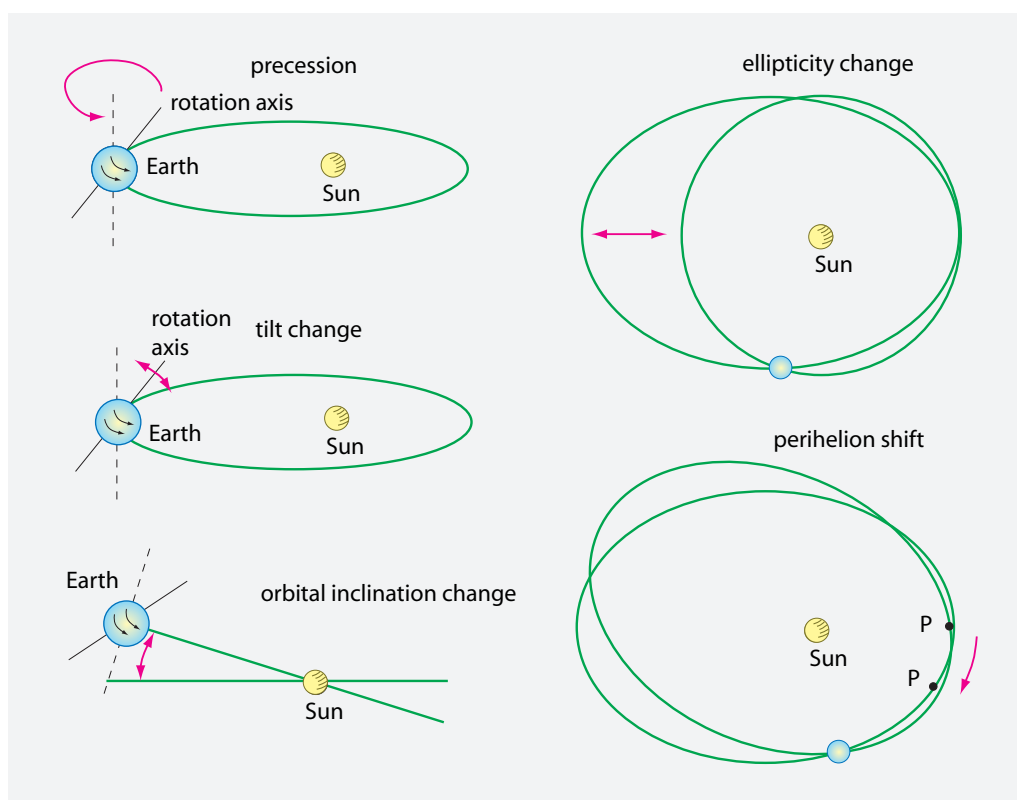 precession
rotation axis
Earth
Sun
rotation
axis
tilt change
Earth
Sun
Earth
orbital inclination change
Sun
ellipticity change
Sun
perihelion shift
P
Sun
P